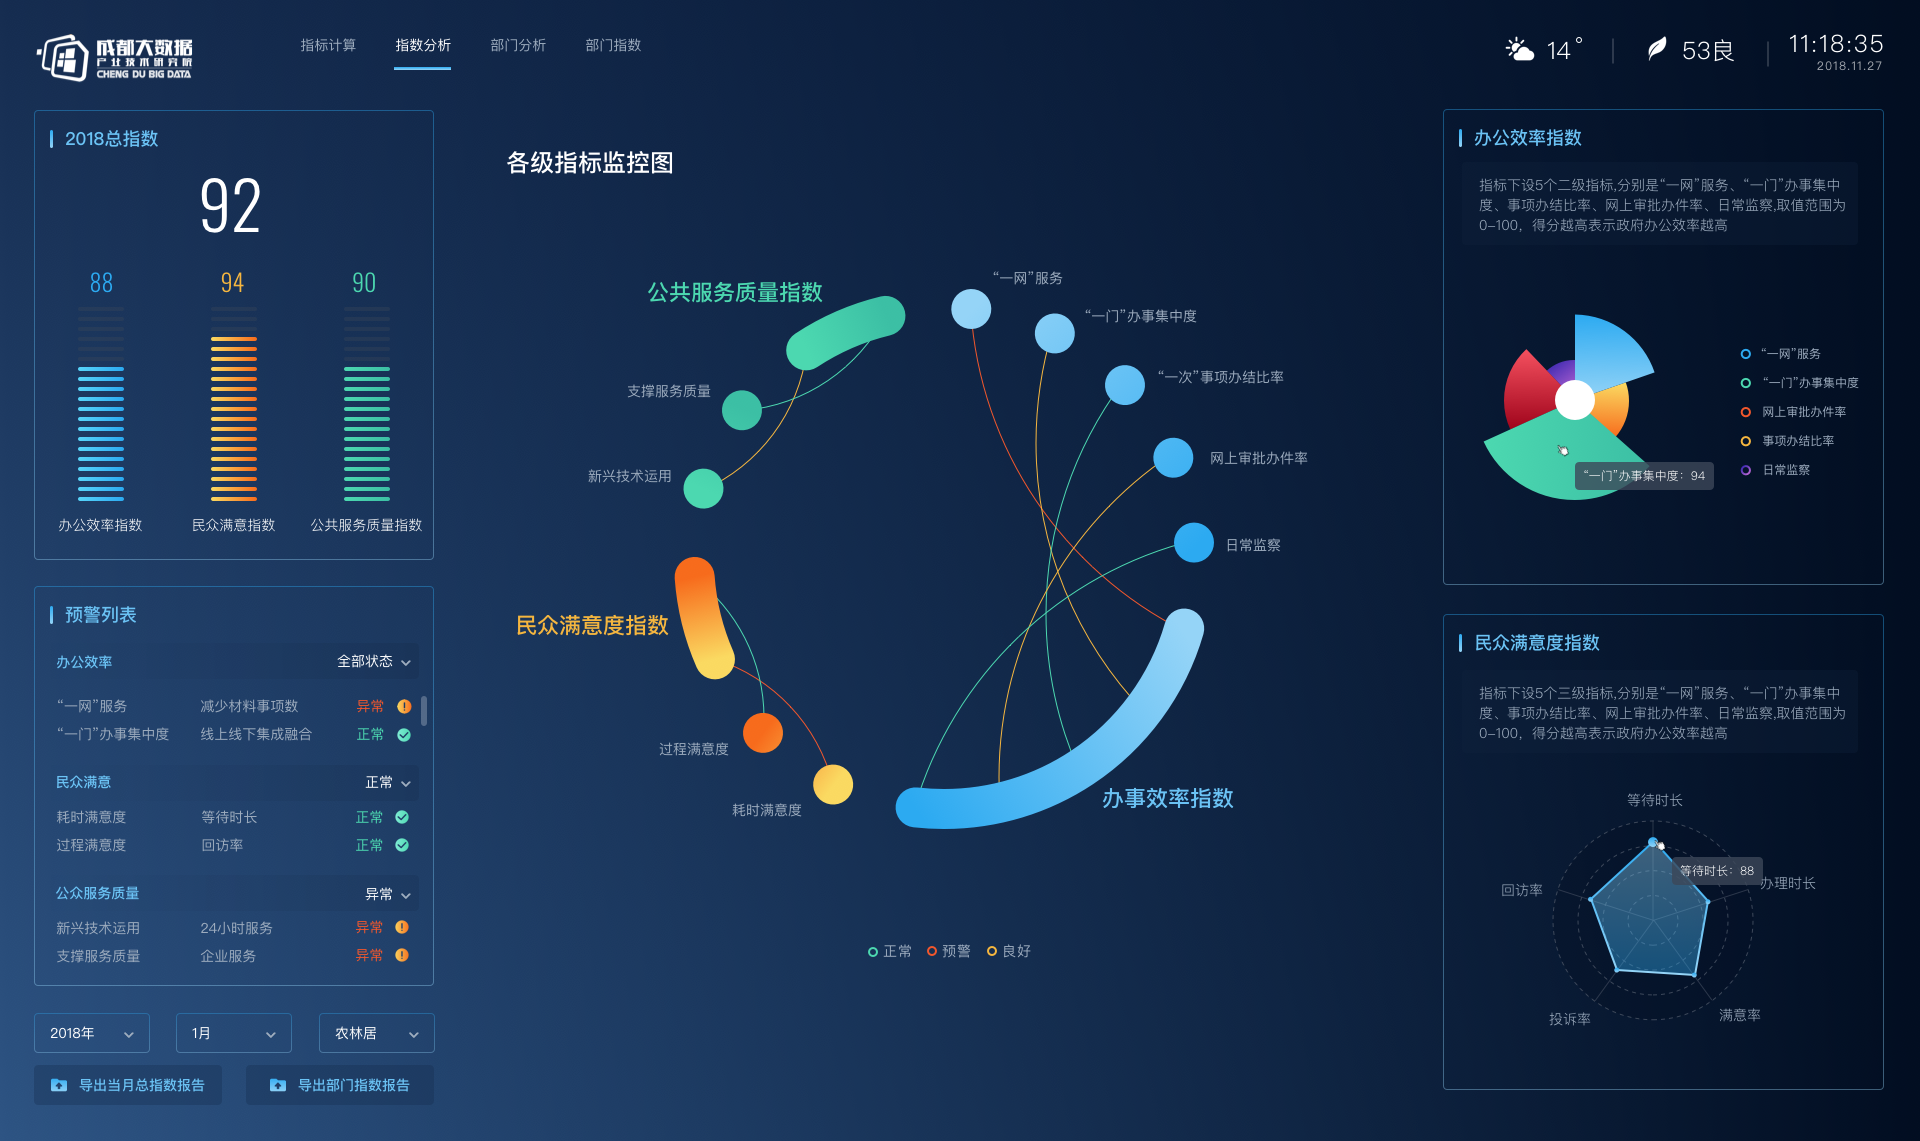 成都大数据
产业技术研究院
CHENG DU BIG DATA
指标计算
指数分析
部门分析
部门指数
14°
53良
11:18:35
2018.11.27
2018总指数
92
88
94
90
办公效率指数
民众满意指数
公共服务质量指数
预警列表
办公效率
全部状态
“一网”服务
减少材料事项数
异常
“一门”办事集中度
线上线下集成融合
正常
民众满意
正常
耗时满意度
等待时长
正常
过程满意度
回访率
正常
公众服务质量
异常
新兴技术运用
24小时服务
异常
支撑服务质量
企业服务
异常
2018年
1月
农林居
导出当月总指数报告
导出部门指数报告
各级指标监控图
公共服务质量指数
支撑服务质量
新兴技术运用
民众满意度指数
过程满意度
耗时满意度
“一网”服务
“一门”办事集中度
“一次”事项办结比率
网上审批办件率
日常监察
办事效率指数
正常
预警
良好
办公效率指数
指标下设5个二级指标,分别是“一网”服务、“一门”办事集中
度、事项办结比率、网上审批办件率、日常监察,取值范围为
0-100，得分越高表示政府办公效率越高
“一门”办事集中度：94
“一网”服务
“一门”办事集中度
网上审批办件率
事项办结比率
日常监察
民众满意度指数
指标下设5个三级指标,分别是“一网”服务、“一门”办事集中
度、事项办结比率、网上审批办件率、日常监察,取值范围为
0-100，得分越高表示政府办公效率越高
等待时长
等待时长：88
办理时长
回访率
满意率
投诉率